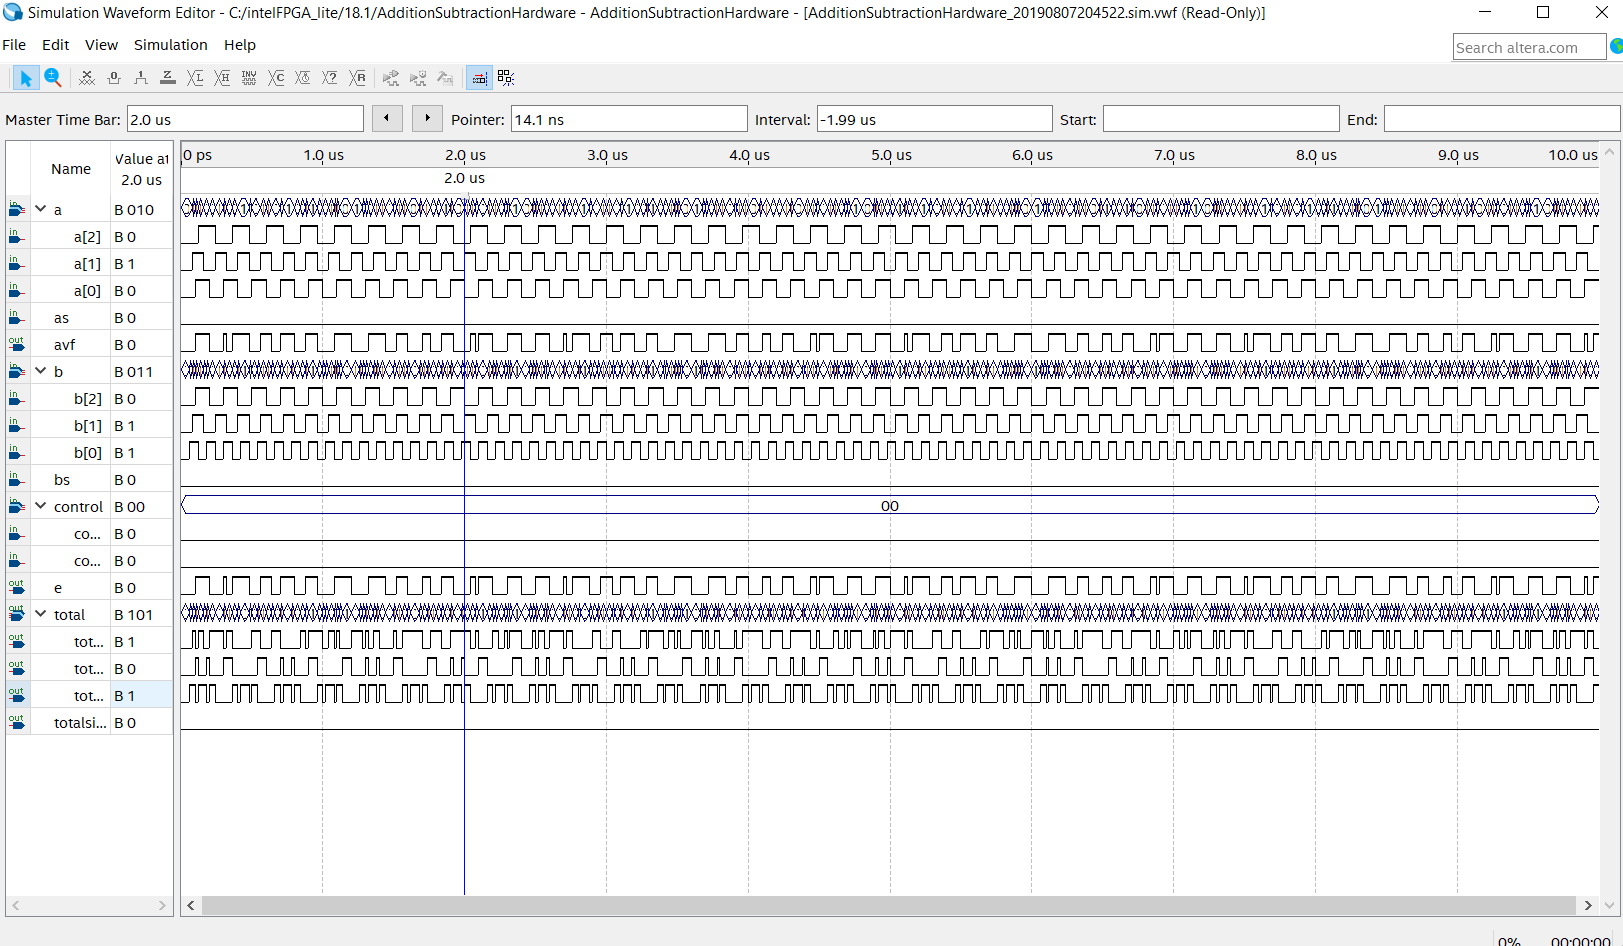 Simulation Waveform Editor - C:/intelFPGA_lite/18.1/AdditionSubtractionHardware - AdditionSubtractionHardware - [AdditionSubtractionHardware_20190807204522.sim.vwf (Read-Only)]
File Edit View Simulation Help
Search altera.com
Master Time Bar: 2.0 us Pointer: 14.1 ns Interval: -1.99 us Start: End:
Name Value at 2.0 us
0 ps 1.0 us 2.0 us 3.0 us 4.0 us 5.0 us 6.0 us 7.0 us 8.0 us 9.0 us 10.0 us
2.0 us
in a B 010
in a[2] B 0
in a[1] B 1
in a[0] B 0
in as B 0
out avf B 0
in b B 011
in b[2] B 0
in b[1] B 1
in b[0] B 1
in bs B 0
in control B 00 00
in co... B 0
in co... B 0
out e B 0
out total B 101
out tot... B 1
out tot... B 0
out tot... B 1
out totalsi... B 0
0% 00:00:00